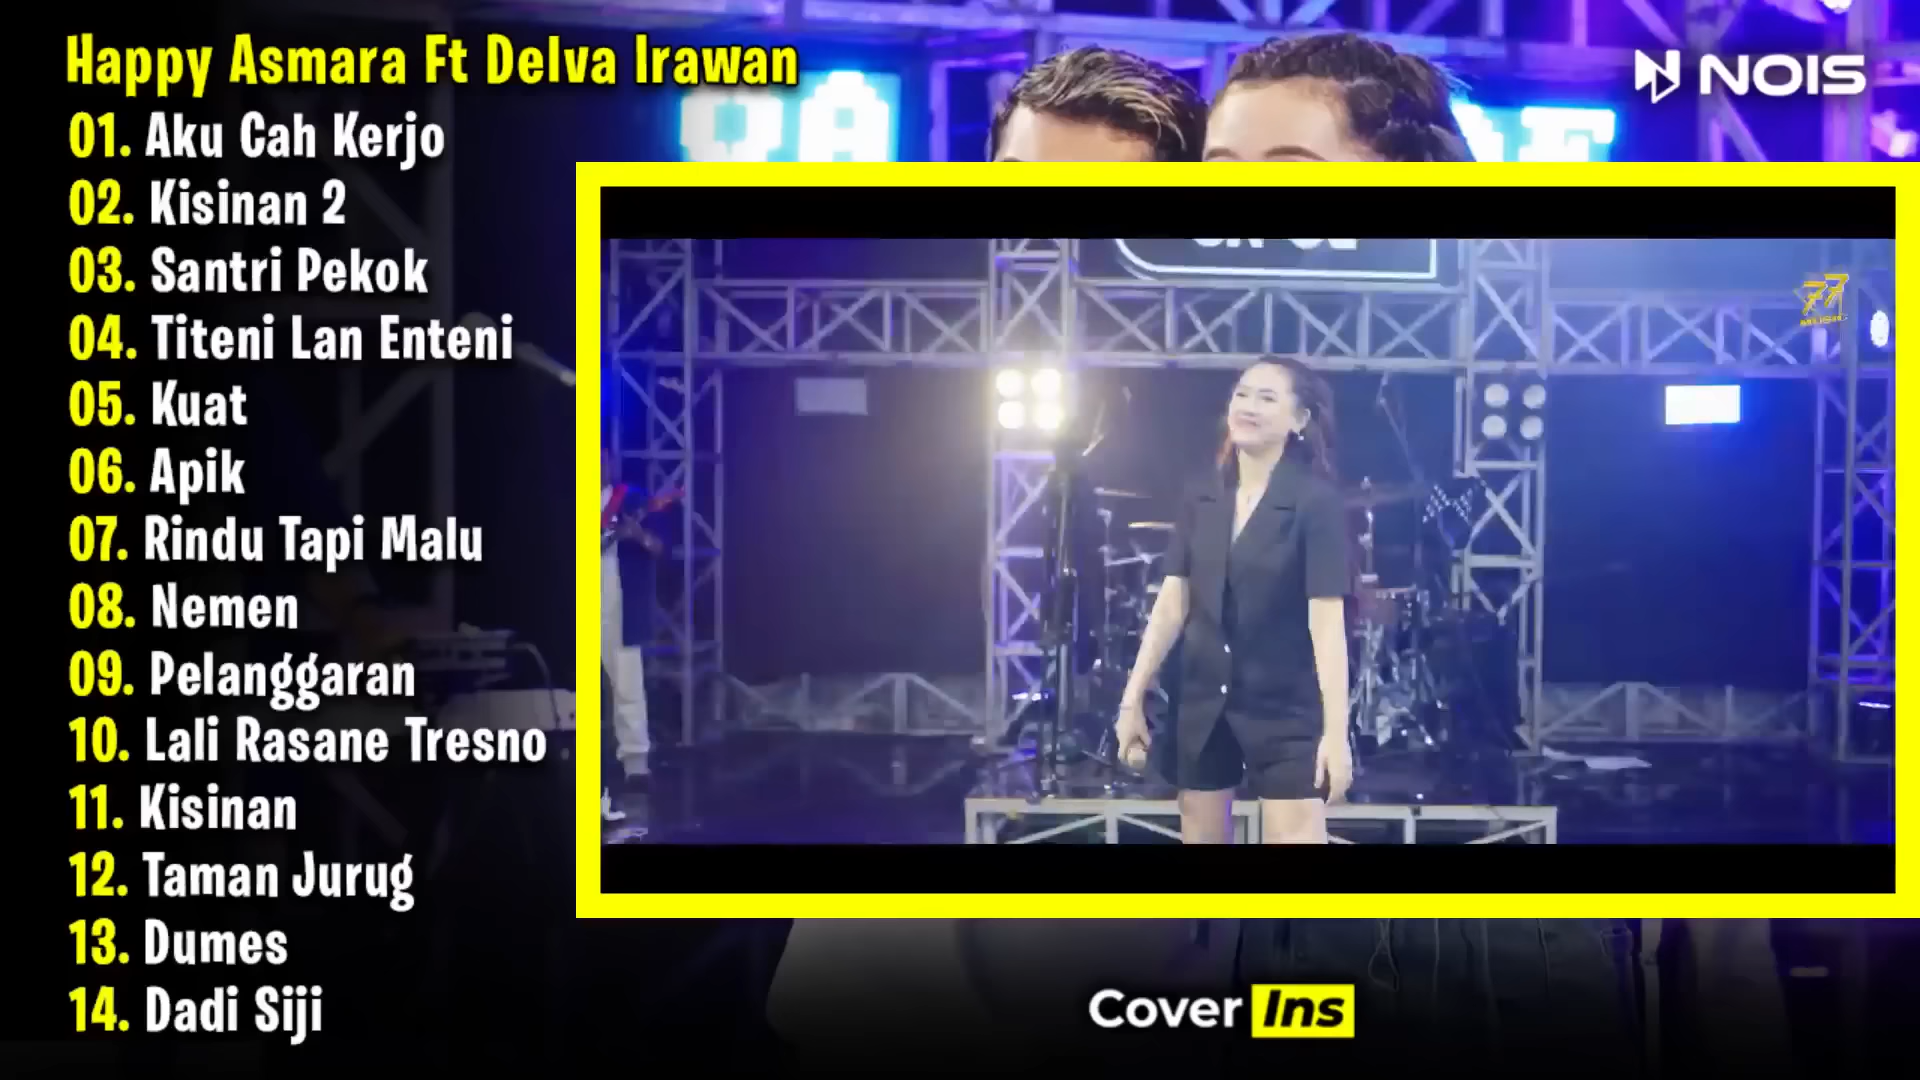 Happy Asmara Ft Delva Irawan
01. Aku Cah Kerjo
02. Kisinan 2
03. Santri Pekok
04. Titeni Lan Enteni
05. Kuat
06. Apik
07. Rindu Tapi Malu
08. Nemen
09. Pelanggaran
10. Lali Rasane Tresno
11. Kisinan
12. Taman Jurug
13. Dumes
14. Dadi Siji
NOIS
77
MUSIC
Cover Ins